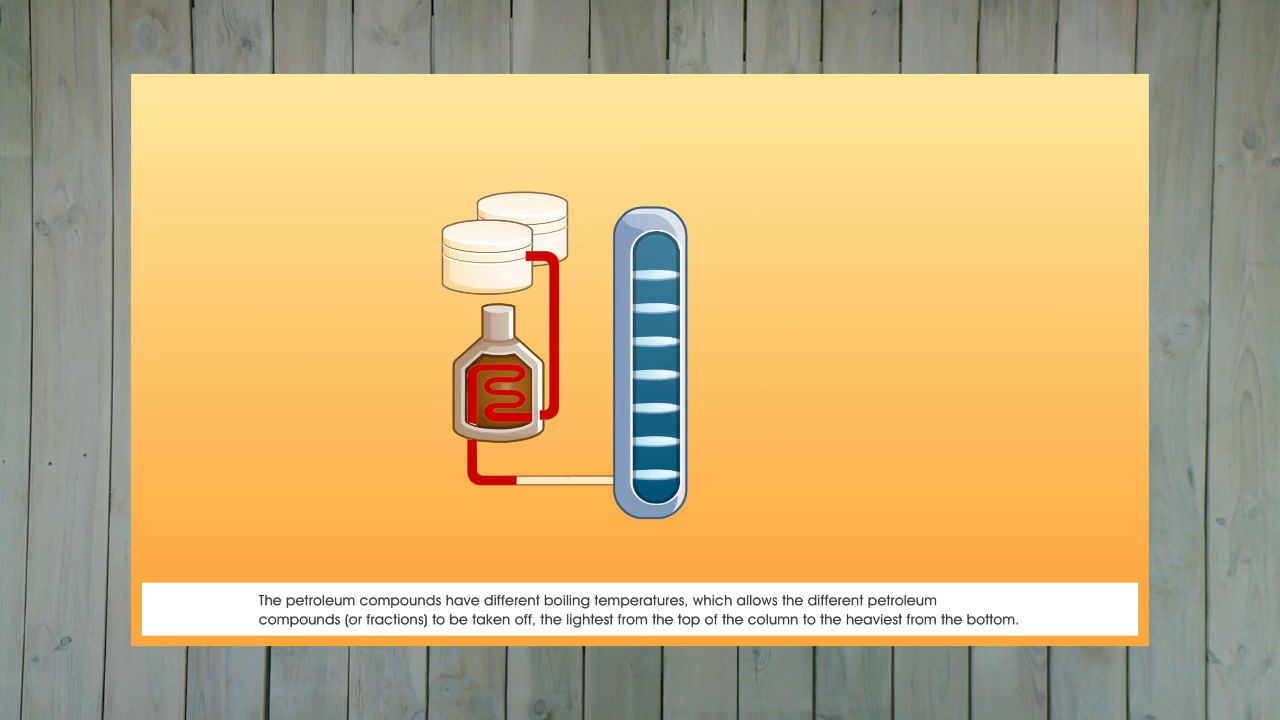 The petroleum compounds have different boiling temperatures, which allows the different petroleum
compounds (or fractions) to be taken off, the lightest from the top of the column to the heaviest from the bottom.